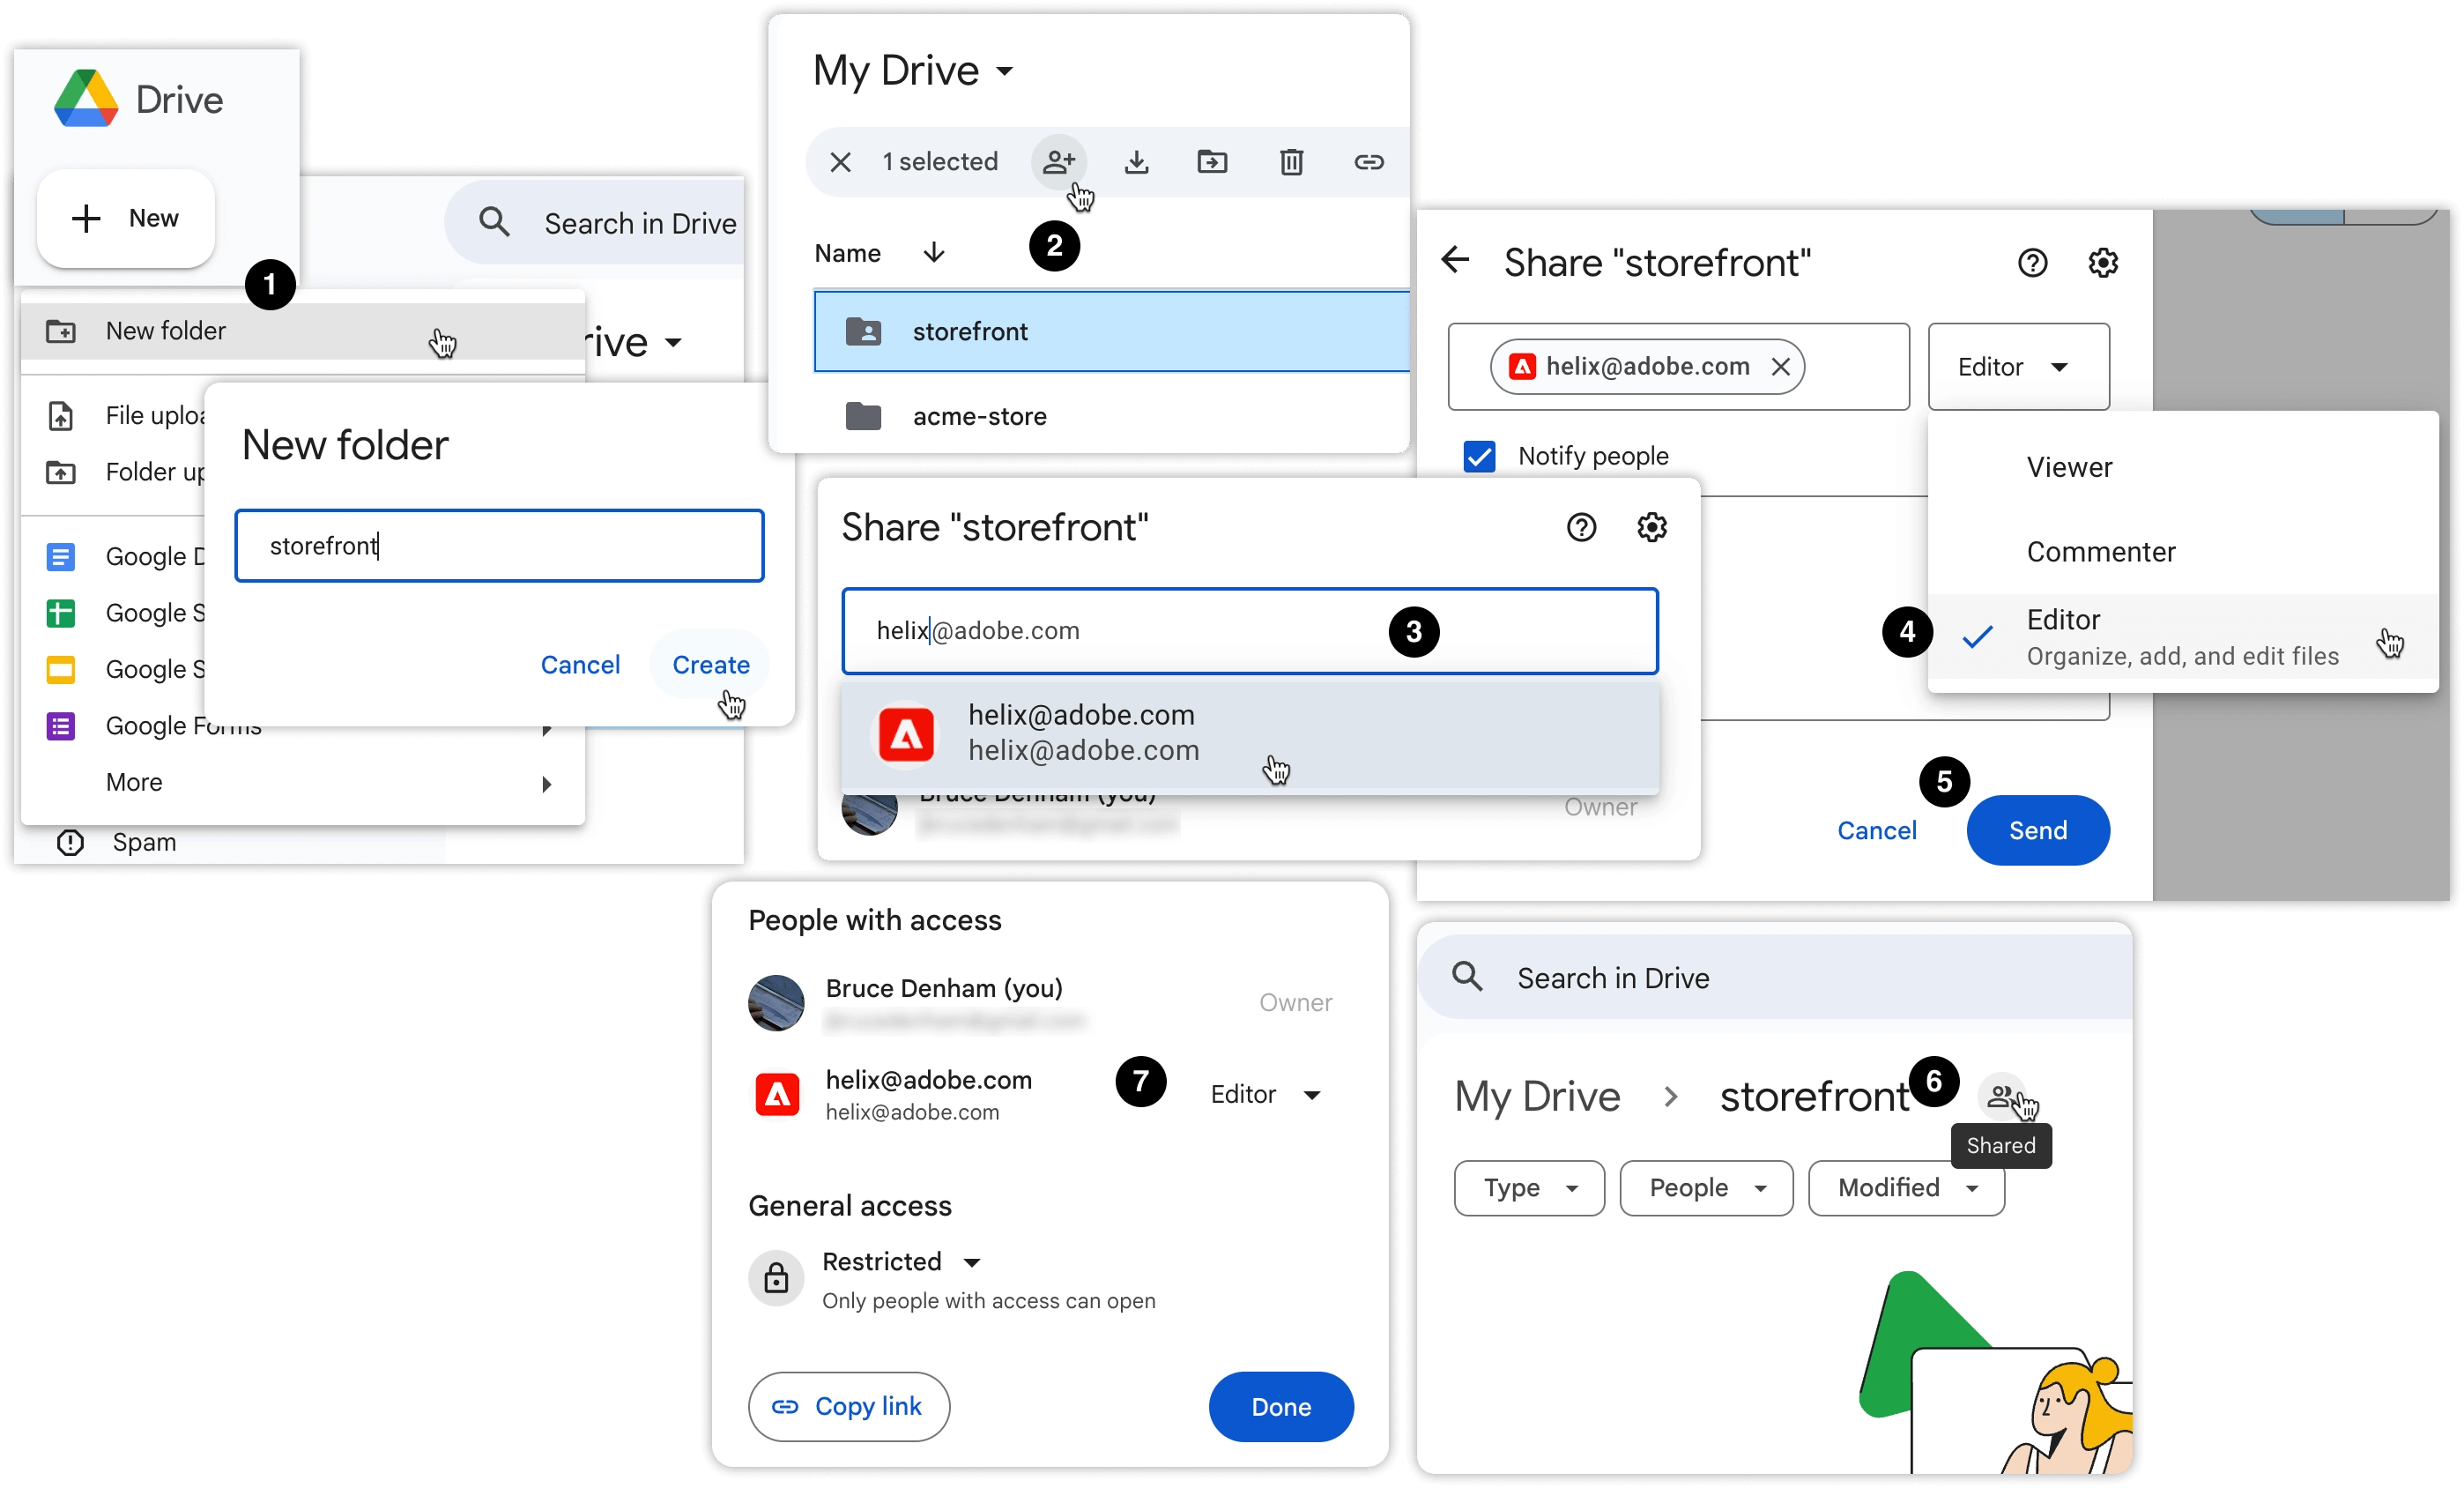 Drive
New
Search in Drive
1
New folder
rive
File uploa
Folder up
New folder
storefront
Google D
Google S
Google S
Cancel
Create
Google Forms
More
Spam
My Drive
1 selected
2
Name
storefront
acme-store
Share "storefront"
helix@adobe.com
3
helix@adobe.com
helix@adobe.com
Bruce Denham (you)
Owner
Share "storefront"
helix@adobe.com
Editor
Notify people
Viewer
Commenter
4
Editor
Organize, add, and edit files
5
Cancel
Send
Search in Drive
My Drive
storefront
6
Shared
Type
People
Modified
People with access
Bruce Denham (you)
Owner
helix@adobe.com
helix@adobe.com
7
Editor
General access
Restricted
Only people with access can open
Copy link
Done